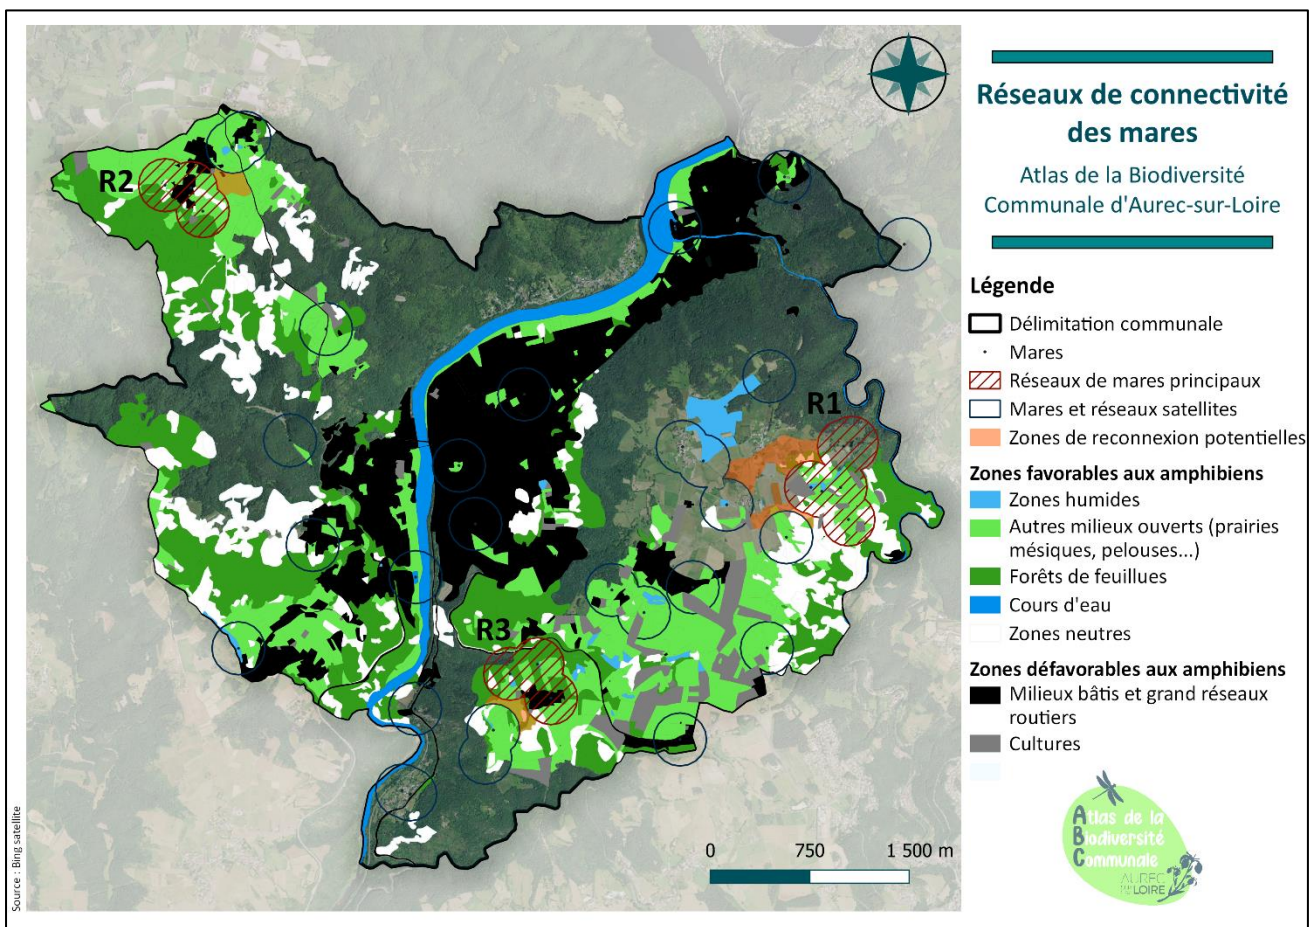 Réseaux de connectivité
des mares
Atlas de la Biodiversité
Communale d'Aurec-sur-Loire
Légende
Délimitation communale
Mares
Réseaux de mares principaux
Mares et réseaux satellites
Zones de reconnexion potentielles
Zones favorables aux amphibiens
Zones humides
Autres milieux ouverts (prairies
mésiques, pelouses...)
Forêts de feuillues
Cours d'eau
Zones neutres
Zones défavorables aux amphibiens
Milieux bâtis et grand réseaux
routiers
Cultures
R2
R1
R3
0 750 1 500 m
Source : Bing satellite
Atlas de la
Biodiversité
Communale
AUREC
SUR LOIRE